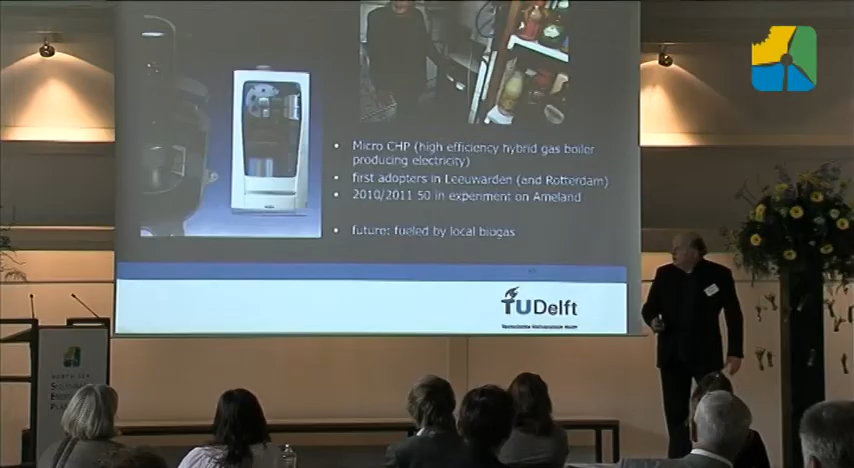 • Micro CHP (high efficiency hybrid gas boiler
producing electricity)
• first adopters in Leeuwarden (and Rotterdam)
• 2010/2011 50 in experiment on Ameland
• future: fueled by local biogas
TUDelft